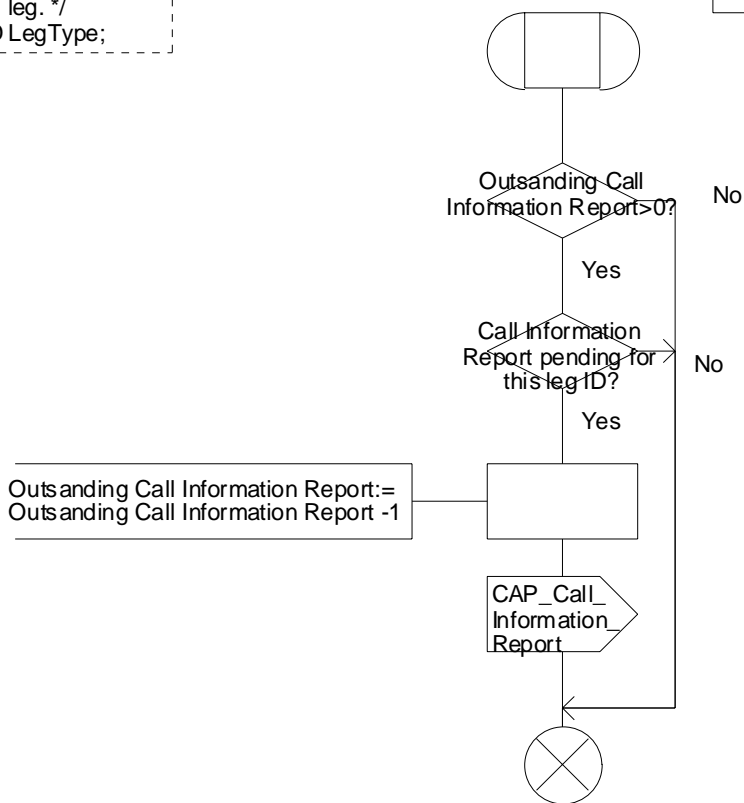 leg. */
LegType;
Outsanding Call
Information Report>0?
No
Yes
Call Information
Report pending for
this leg ID?
No
Yes
Outsanding Call Information Report:=
Outsanding Call Information Report -1
CAP_Call_
Information_
Report